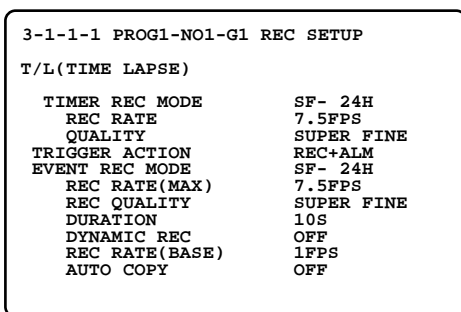 3-1-1-1 PROG1-NO1-G1 REC SETUP
T/L(TIME LAPSE)
TIMER REC MODE SF- 24H
REC RATE 7.5FPS
QUALITY SUPER FINE
TRIGGER ACTION REC+ALM
EVENT REC MODE SF- 24H
REC RATE(MAX) 7.5FPS
REC QUALITY SUPER FINE
DURATION 10S
DYNAMIC REC OFF
REC RATE(BASE) 1FPS
AUTO COPY OFF